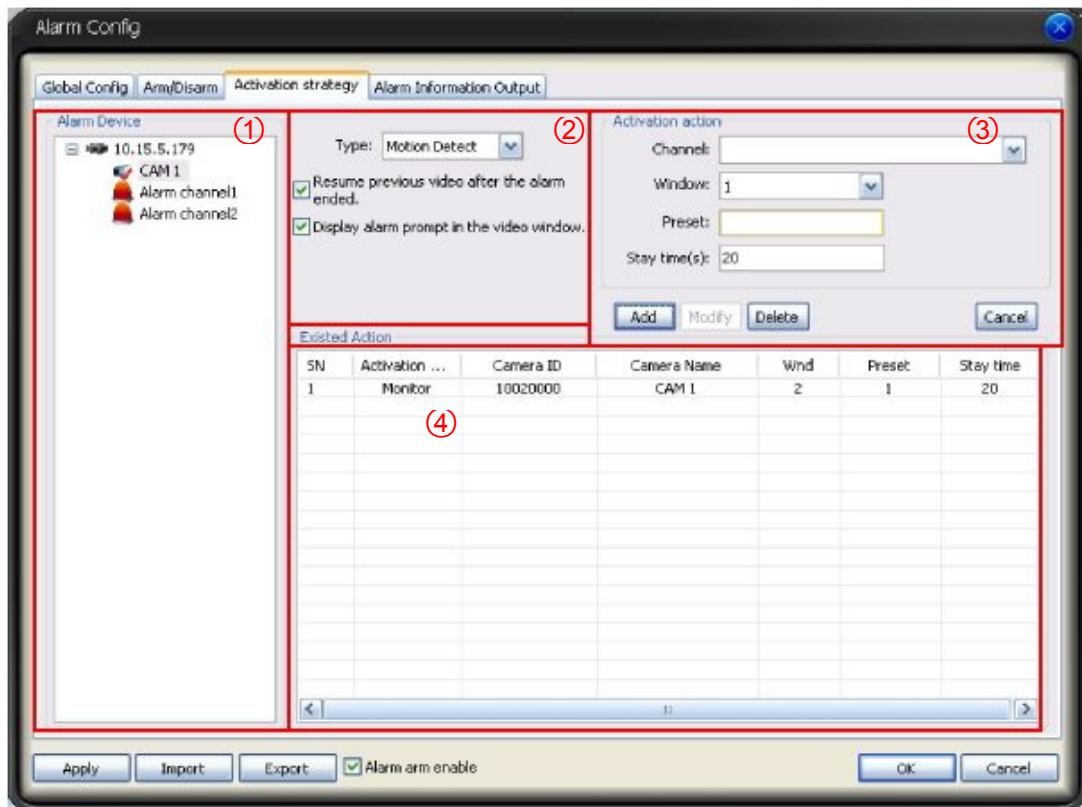 Alarm Config
Global Config Arm/Disarm Activation strategy Alarm Information Output
Alarm Device
①
10.15.5.179
CAM 1
Alarm channel1
Alarm channel2
②
Type: Motion Detect
Resume previous video after the alarm
ended.
Display alarm prompt in the video window.
Activation action
③
Channel:
Window: 1
Preset:
Stay time(s): 20
Add Modify Delete Cancel
Existed Action
SN Activation ... Camera ID Camera Name Wnd Preset Stay time
1 Monitor 10020000 CAM 1 2 1 20
④
Apply Import Export Alarm arm enable OK Cancel